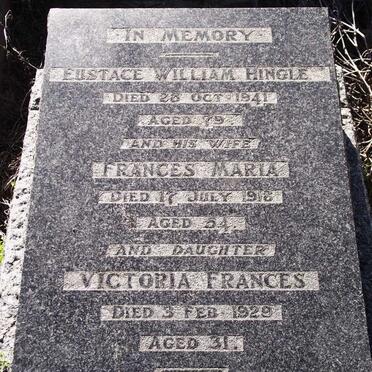 IN MEMORY
EUSTACE WILLIAM HINGLE
DIED 28 OCT 1941
AGED 79.
AND HIS WIFE
FRANCES MARIA
DIED 17 JULY 1918
AGED 54.
AND DAUGHTER
VICTORIA FRANCES
DIED 3 FEB 1929
AGED 31.